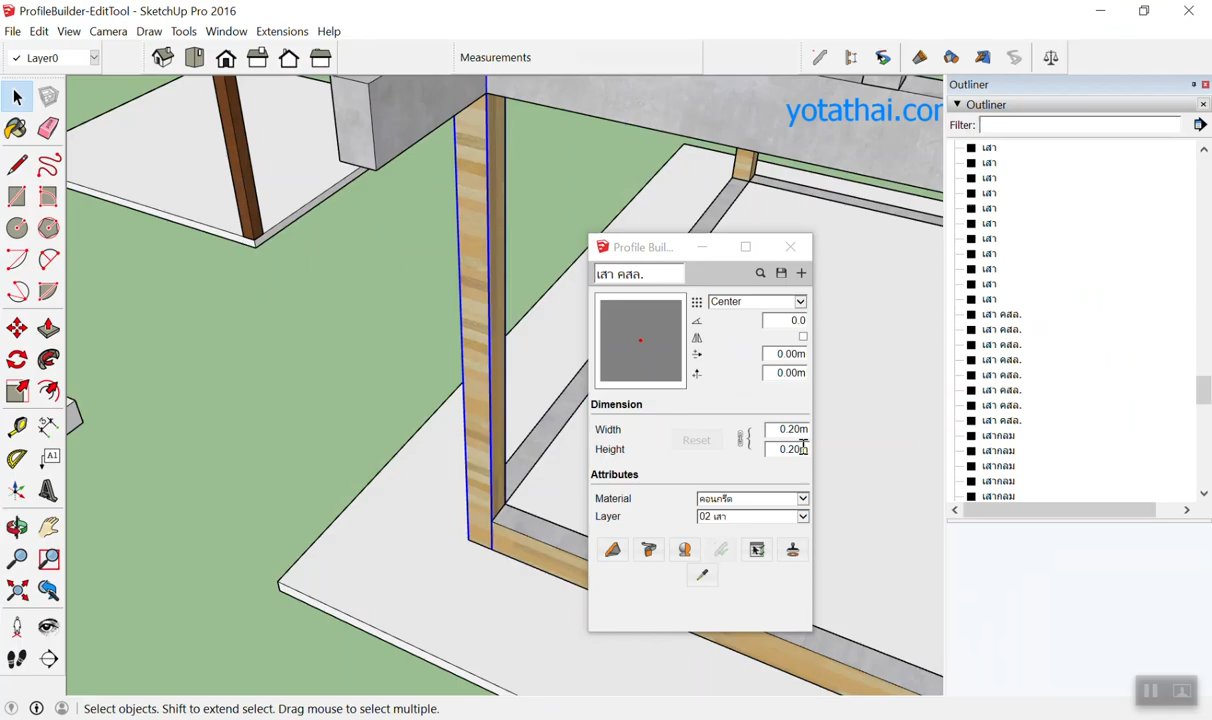 ProfileBuilder-EditTool - SketchUp Pro 2016
File Edit View Camera Draw Tools Window Extensions Help
Layer0
Measurements
yotathai.cor
Outliner
Outliner
Filter:
เสา
เสา
เสา
เสา
เสา
เสา
เสา
เสา
เสา
เสา
เสา
เสา คสล.
เสา คสล.
เสา คสล.
เสา คสล.
เสา คสล.
เสา คสล.
เสา คสล.
เสา คสล.
เสากลม
เสากลม
เสากลม
เสากลม
เสากลม
Profile Buil...
เสา คสล.
Center
0.0
0.00m
0.00m
Dimension
Width 0.20m
Reset
Height 0.20m
Attributes
Material คอนกรีต
Layer 02 เสา
Select objects. Shift to extend select. Drag mouse to select multiple.